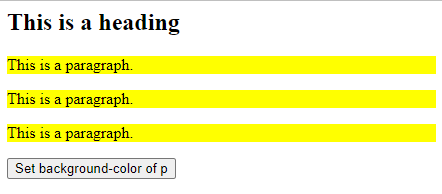 This is a heading
This is a paragraph.
This is a paragraph.
This is a paragraph.
Set background-color of p